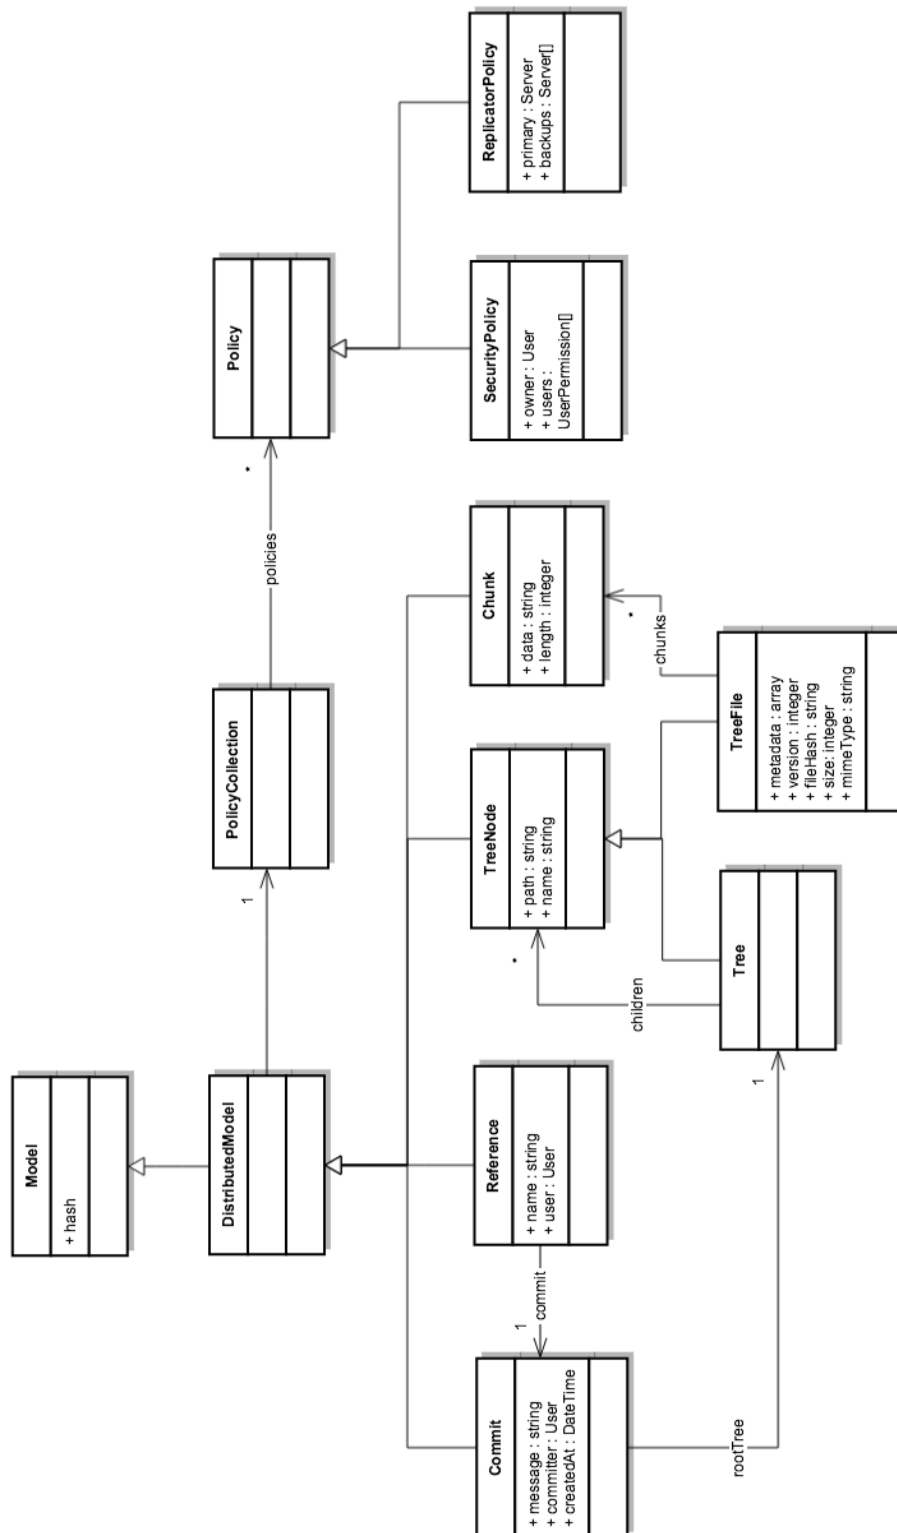 Model
+ hash
DistributedModel
1
PolicyCollection
policies
*
Policy
Commit
+ message : string
+ committer : User
+ createdAt : DateTime
1
commit
Reference
+ name : string
+ user : User
TreeNode
+ path : string
+ name : string
Chunk
+ data : string
+ length : integer
SecurityPolicy
+ owner : User
+ users :
UserPermission[]
ReplicatorPolicy
+ primary : Server
+ backups : Server[]
*
children
*
chunks
rootTree
1
Tree
TreeFile
+ metadata : array
+ version : integer
+ fileHash : string
+ size: integer
+ mimeType : string